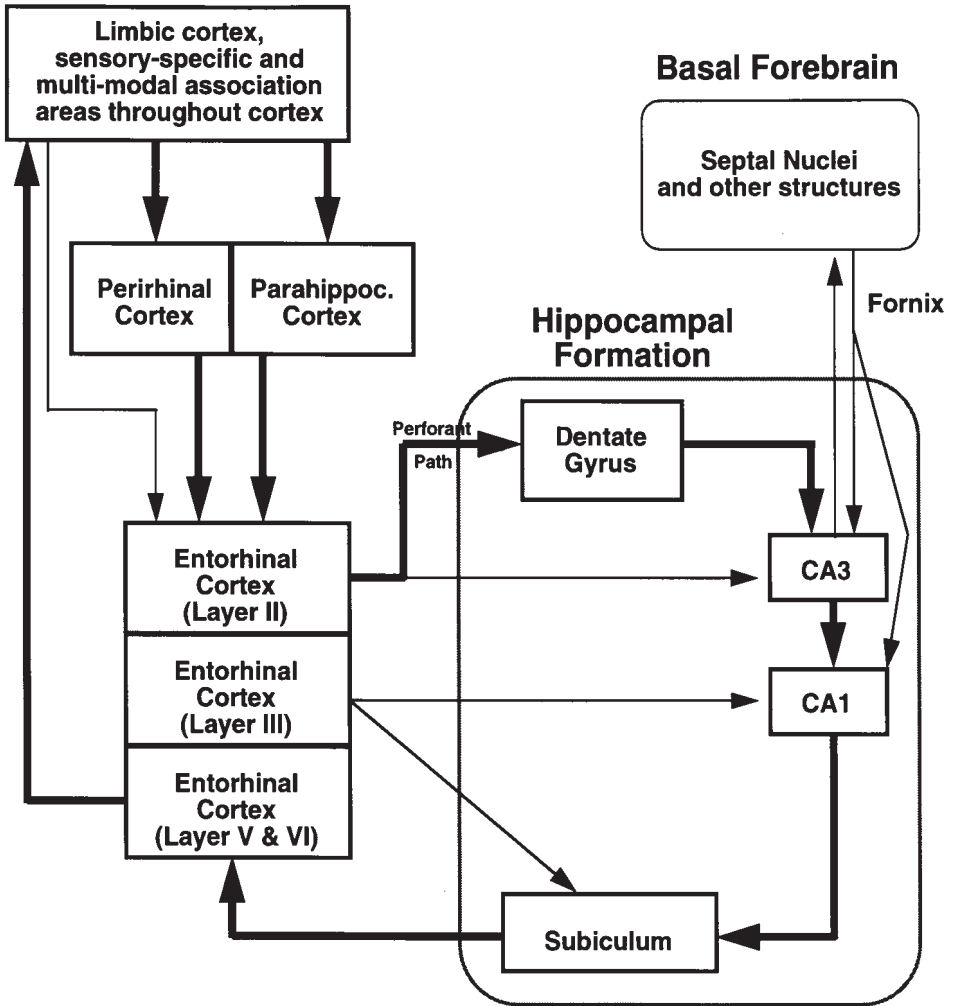 Limbic cortex,
sensory-specific and
multi-modal association
areas throughout cortex
Basal Forebrain
Septal Nuclei
and other structures
Perirhinal
Cortex
Parahippoc.
Cortex
Fornix
Hippocampal
Formation
Perforant
Path
Dentate
Gyrus
Entorhinal
Cortex
(Layer II)
CA3
Entorhinal
Cortex
(Layer III)
CA1
Entorhinal
Cortex
(Layer V & VI)
Subiculum